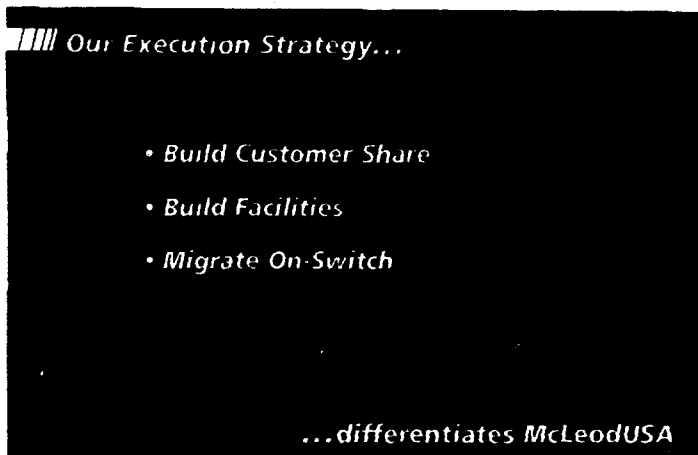 Our Execution Strategy...
• Build Customer Share
• Build Facilities
• Migrate On-Switch
...differentiates McLeodUSA